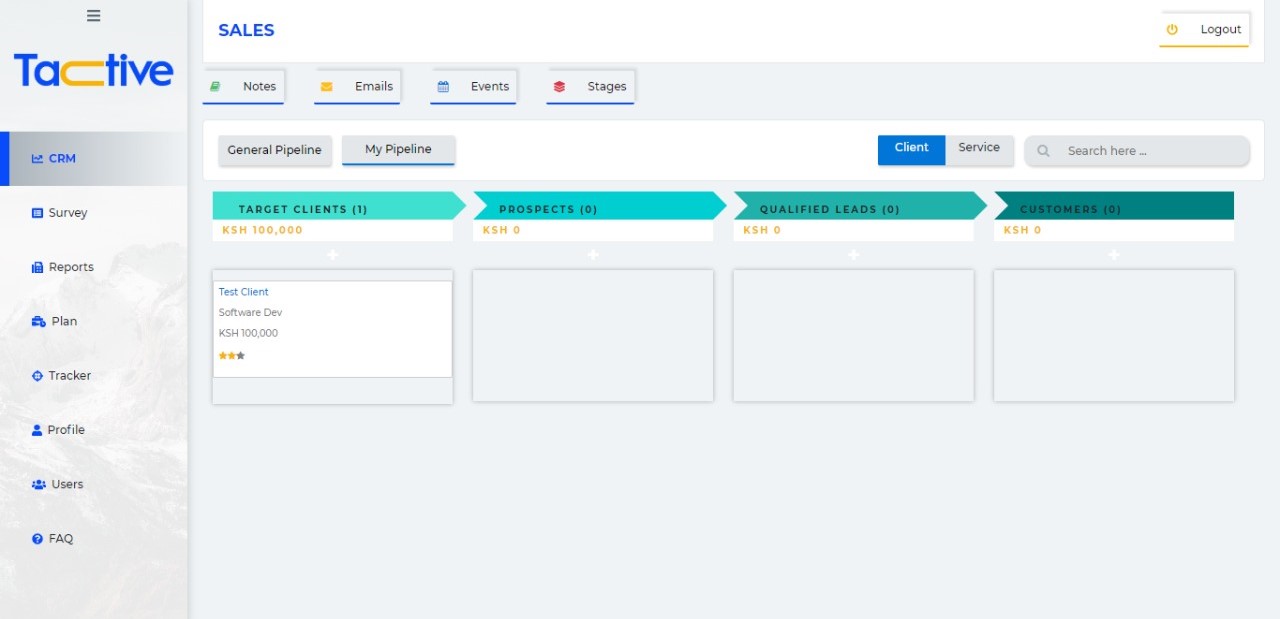 SALES
Logout
Tactive
Notes
Emails
Events
Stages
CRM
Survey
Reports
Plan
Tracker
Profile
Users
FAQ
General Pipeline
My Pipeline
Client
Service
Search here ...
TARGET CLIENTS (1)
KSH 100,000
PROSPECTS (0)
KSH 0
QUALIFIED LEADS (0)
KSH 0
CUSTOMERS (0)
KSH 0
Test Client
Software Dev
KSH 100,000